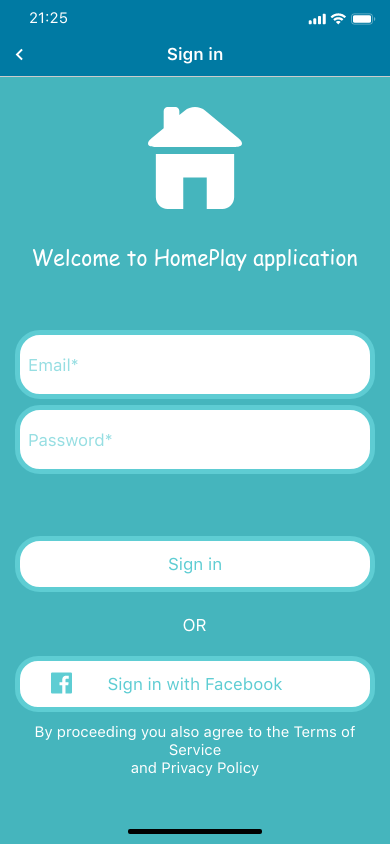 21:25
Sign in
Welcome to HomePlay application
Email*
Password*
Sign in
OR
Sign in with Facebook
By proceeding you also agree to the Terms of
Service
and Privacy Policy